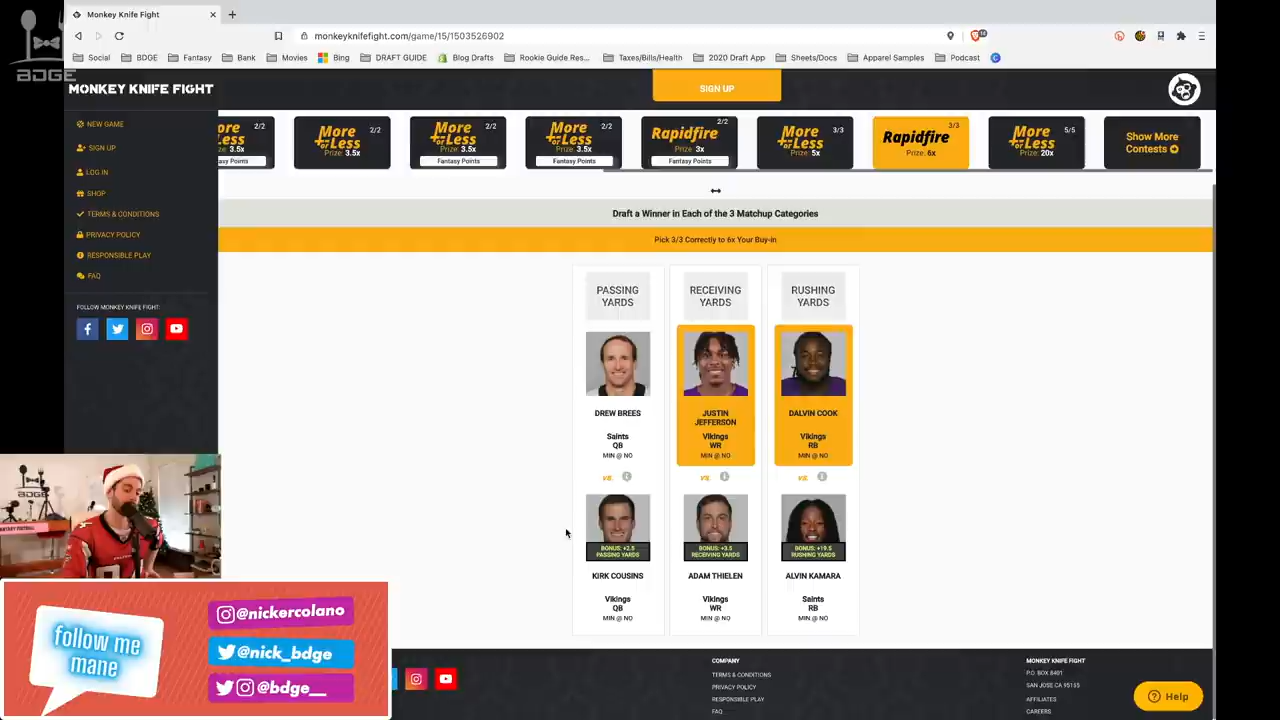 Monkey Knife Fight
monkeyknifefight.com/game/15/1503526902
Social
BDGE
Fantasy
Bank
Movies
Bing
DRAFT GUIDE
Blog Drafts
Rookie Guide Res...
Taxes/Bills/Health
2020 Draft App
Sheets/Docs
Apparel Samples
Podcast
BDGE
MONKEY KNIFE FIGHT
SIGN UP
NEW GAME
SIGN UP
LOG IN
SHOP
TERMS & CONDITIONS
PRIVACY POLICY
RESPONSIBLE PLAY
FAQ
FOLLOW MONKEY KNIFE FIGHT:
2/2
Prize: 3.5x
More or Less
2/2
Prize: 3.5x
More or Less
2/2
Prize: 3.5x
Fantasy Points
More or Less
2/2
Prize: 3.5x
Fantasy Points
Rapidfire
2/2
Prize: 3x
Fantasy Points
More or Less
3/3
Prize: 5x
Rapidfire
3/3
Prize: 6x
More or Less
5/5
Prize: 20x
Show More
Contests
Draft a Winner in Each of the 3 Matchup Categories
Pick 3/3 Correctly to 6x Your Buy-in
PASSING
YARDS
RECEIVING
YARDS
RUSHING
YARDS
DREW BREES
Saints
QB
MIN @ NO
JUSTIN
JEFFERSON
Vikings
WR
MIN @ NO
DALVIN COOK
Vikings
RB
MIN @ NO
vs.
vs.
vs.
BONUS: +2.5
PASSING YARDS
BONUS: +3.5
RECEIVING YARDS
BONUS: +19.5
RUSHING YARDS
KIRK COUSINS
Vikings
QB
MIN @ NO
ADAM THIELEN
Vikings
WR
MIN @ NO
ALVIN KAMARA
Saints
RB
MIN @ NO
BDGE
follow me
mane
@nickercolano
@nick_bdge
@bdge__
COMPANY
TERMS & CONDITIONS
PRIVACY POLICY
RESPONSIBLE PLAY
FAQ
MONKEY KNIFE FIGHT
P.O. BOX 8401
SAN JOSE CA 95155
AFFILIATES
CAREERS
Help